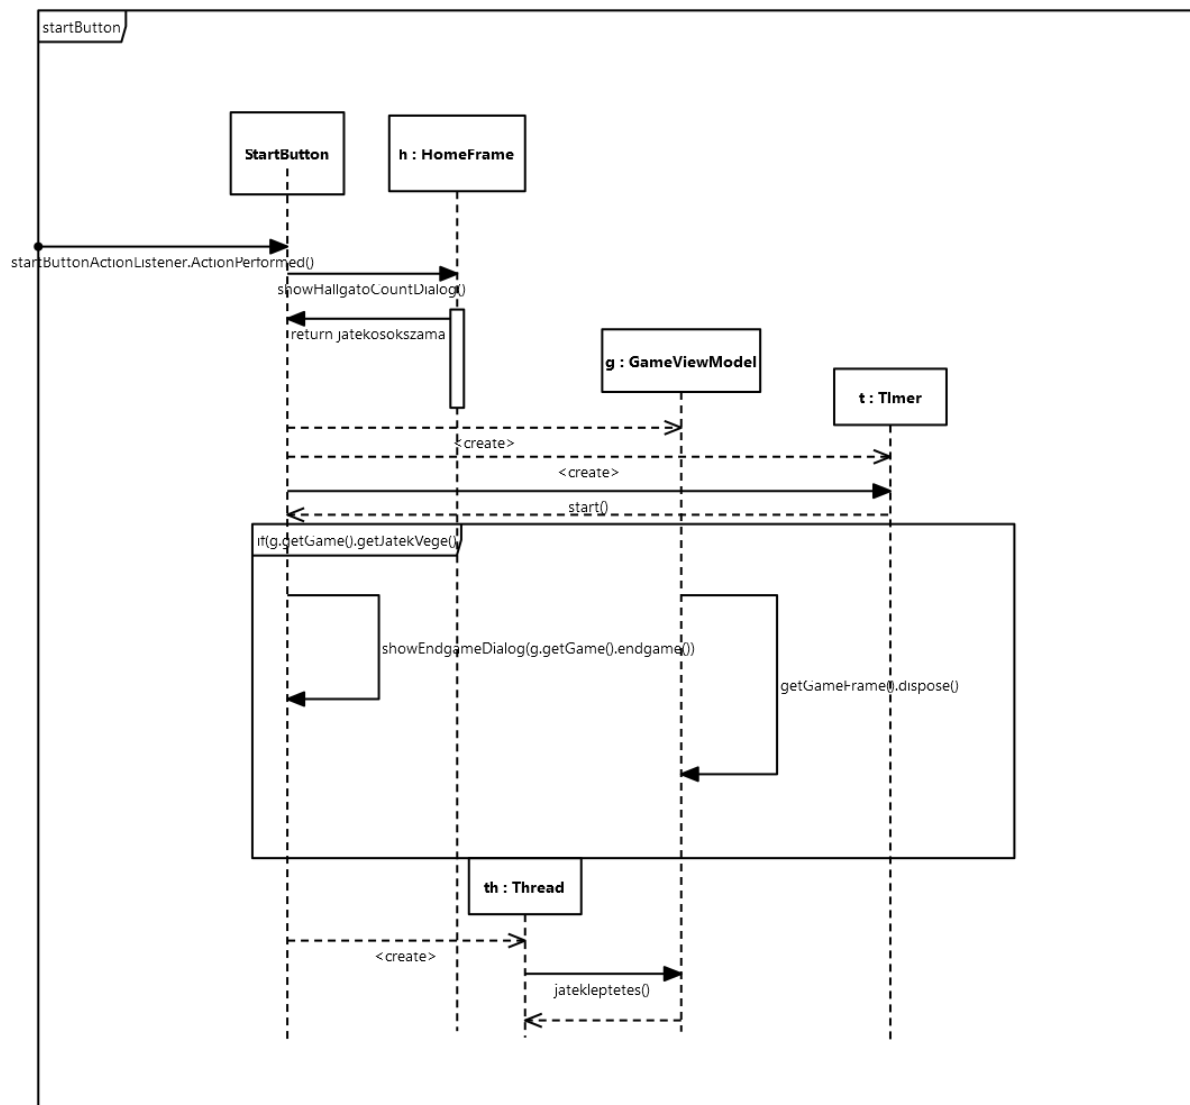 startButton
StartButton
h : HomeFrame
startButtonActionListener.ActionPerformed()
showHallgatoCountDialog()
return jatekosokszama
g : GameViewModel
t : TImer
<create>
<create>
start()
if(g.getGame().getJatekVege()
showEndgameDialog(g.getGame().endgame())
getGameFrame().dispose()
th : Thread
<create>
jatekleptetes()